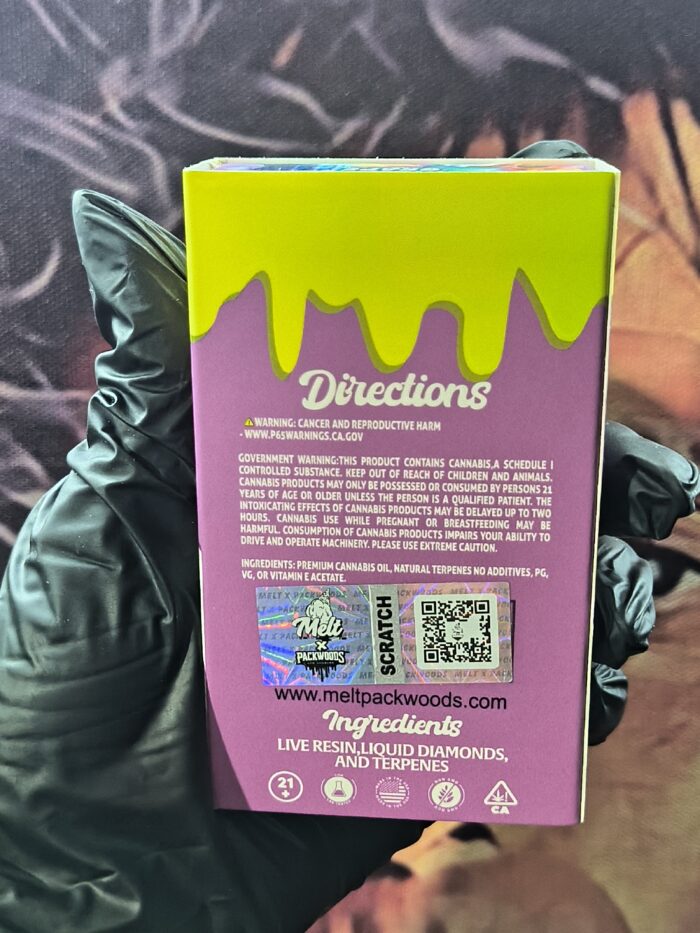 Directions
⚠WARNING: CANCER AND REPRODUCTIVE HARM
- WWW.P65WARNINGS.CA.GOV
GOVERNMENT WARNING:THIS PRODUCT CONTAINS CANNABIS,A SCHEDULE I
CONTROLLED SUBSTANCE. KEEP OUT OF REACH OF CHILDREN AND ANIMALS.
CANNABIS PRODUCTS MAY ONLY BE POSSESSED OR CONSUMED BY PERSONS 21
YEARS OF AGE OR OLDER UNLESS THE PERSON IS A QUALIFIED PATIENT. THE
INTOXICATING EFFECTS OF CANNABIS PRODUCTS MAY BE DELAYED UP TO TWO
HOURS. CANNABIS USE WHILE PREGNANT OR BREASTFEEDING MAY BE
HARMFUL. CONSUMPTION OF CANNABIS PRODUCTS IMPAIRS YOUR ABILITY TO
DRIVE AND OPERATE MACHINERY. PLEASE USE EXTREME CAUTION.
INGREDIENTS: PREMIUM CANNABIS OIL, NATURAL TERPENES NO ADDITIVES, PG,
VG, OR VITAMIN E ACETATE.
Melt
X
PACKWOODS
SCRATCH
www.meltpackwoods.com
Ingredients
LIVE RESIN,LIQUID DIAMONDS,
AND TERPENES
21
+
CA